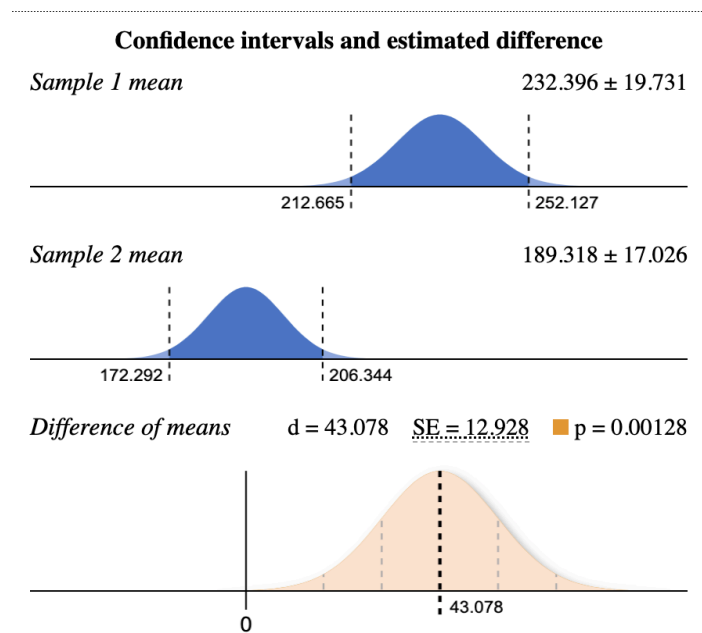 Confidence intervals and estimated difference
Sample 1 mean 232.396 ± 19.731
212.665 252.127
Sample 2 mean 189.318 ± 17.026
172.292 206.344
Difference of means d = 43.078 SE = 12.928 p = 0.00128
43.078
0